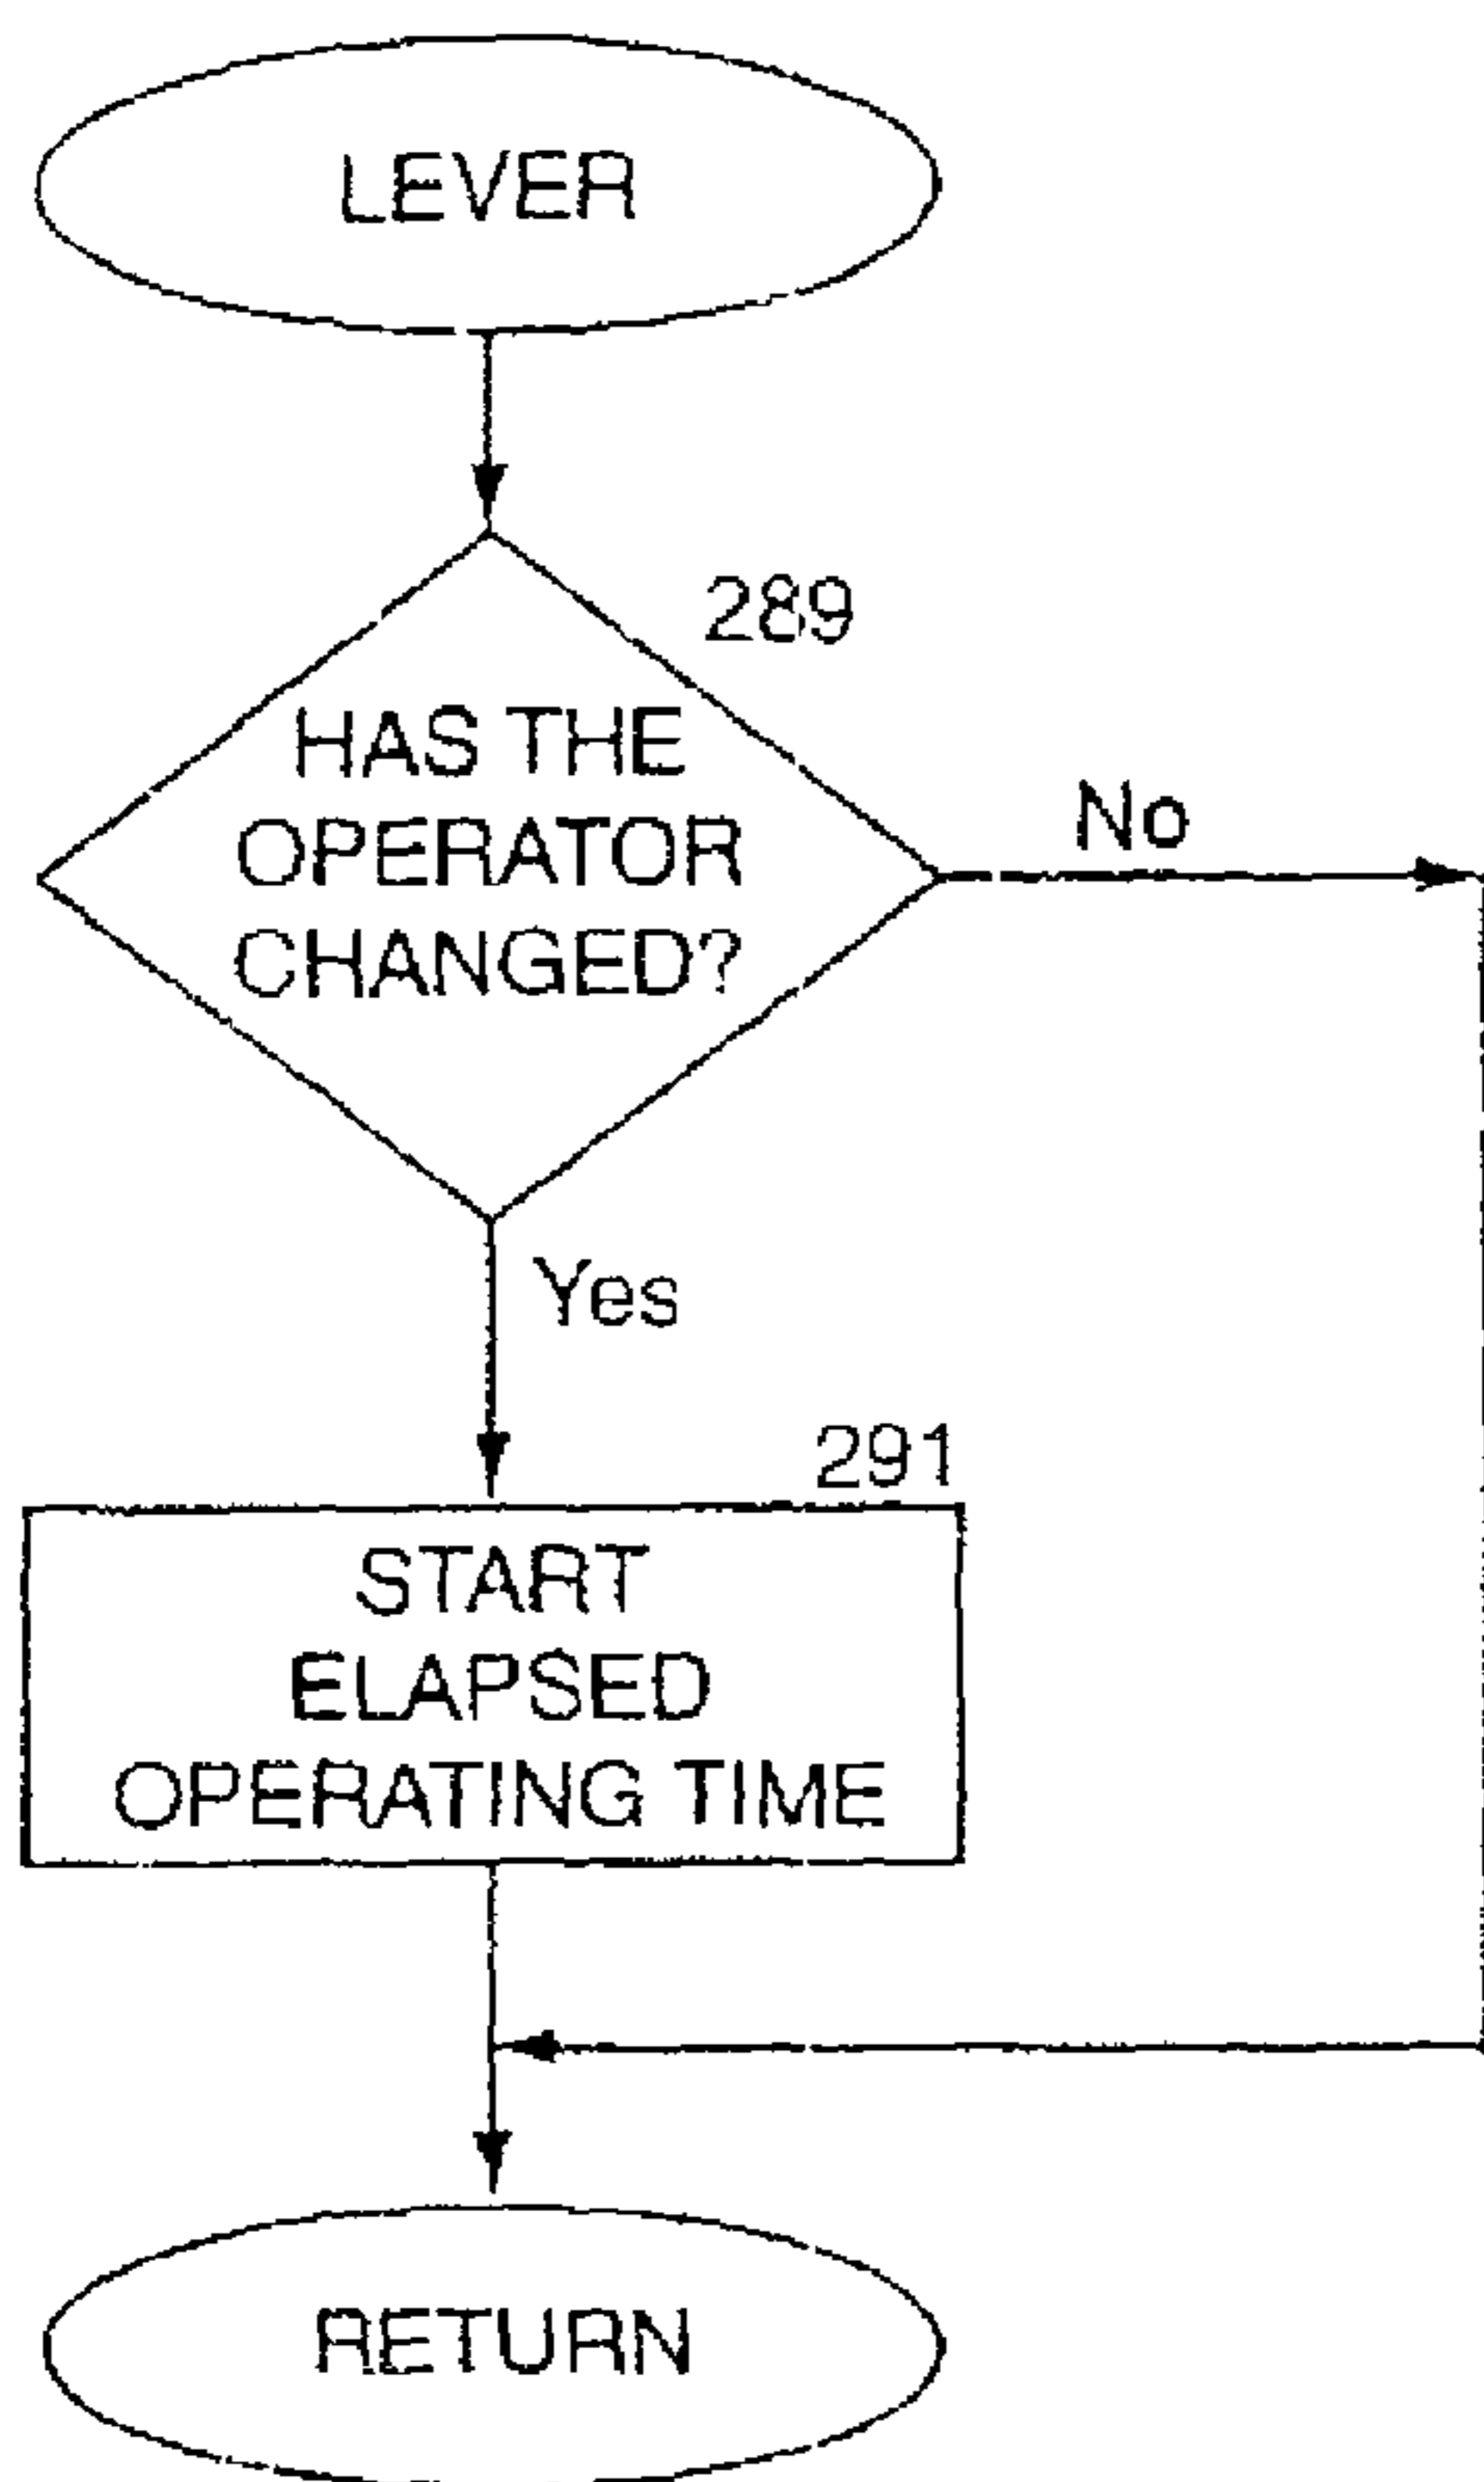 LEVER
289
HAS THE
OPERATOR
CHANGED?
No
Yes
291
START
ELAPSED
OPERATING TIME
RETURN